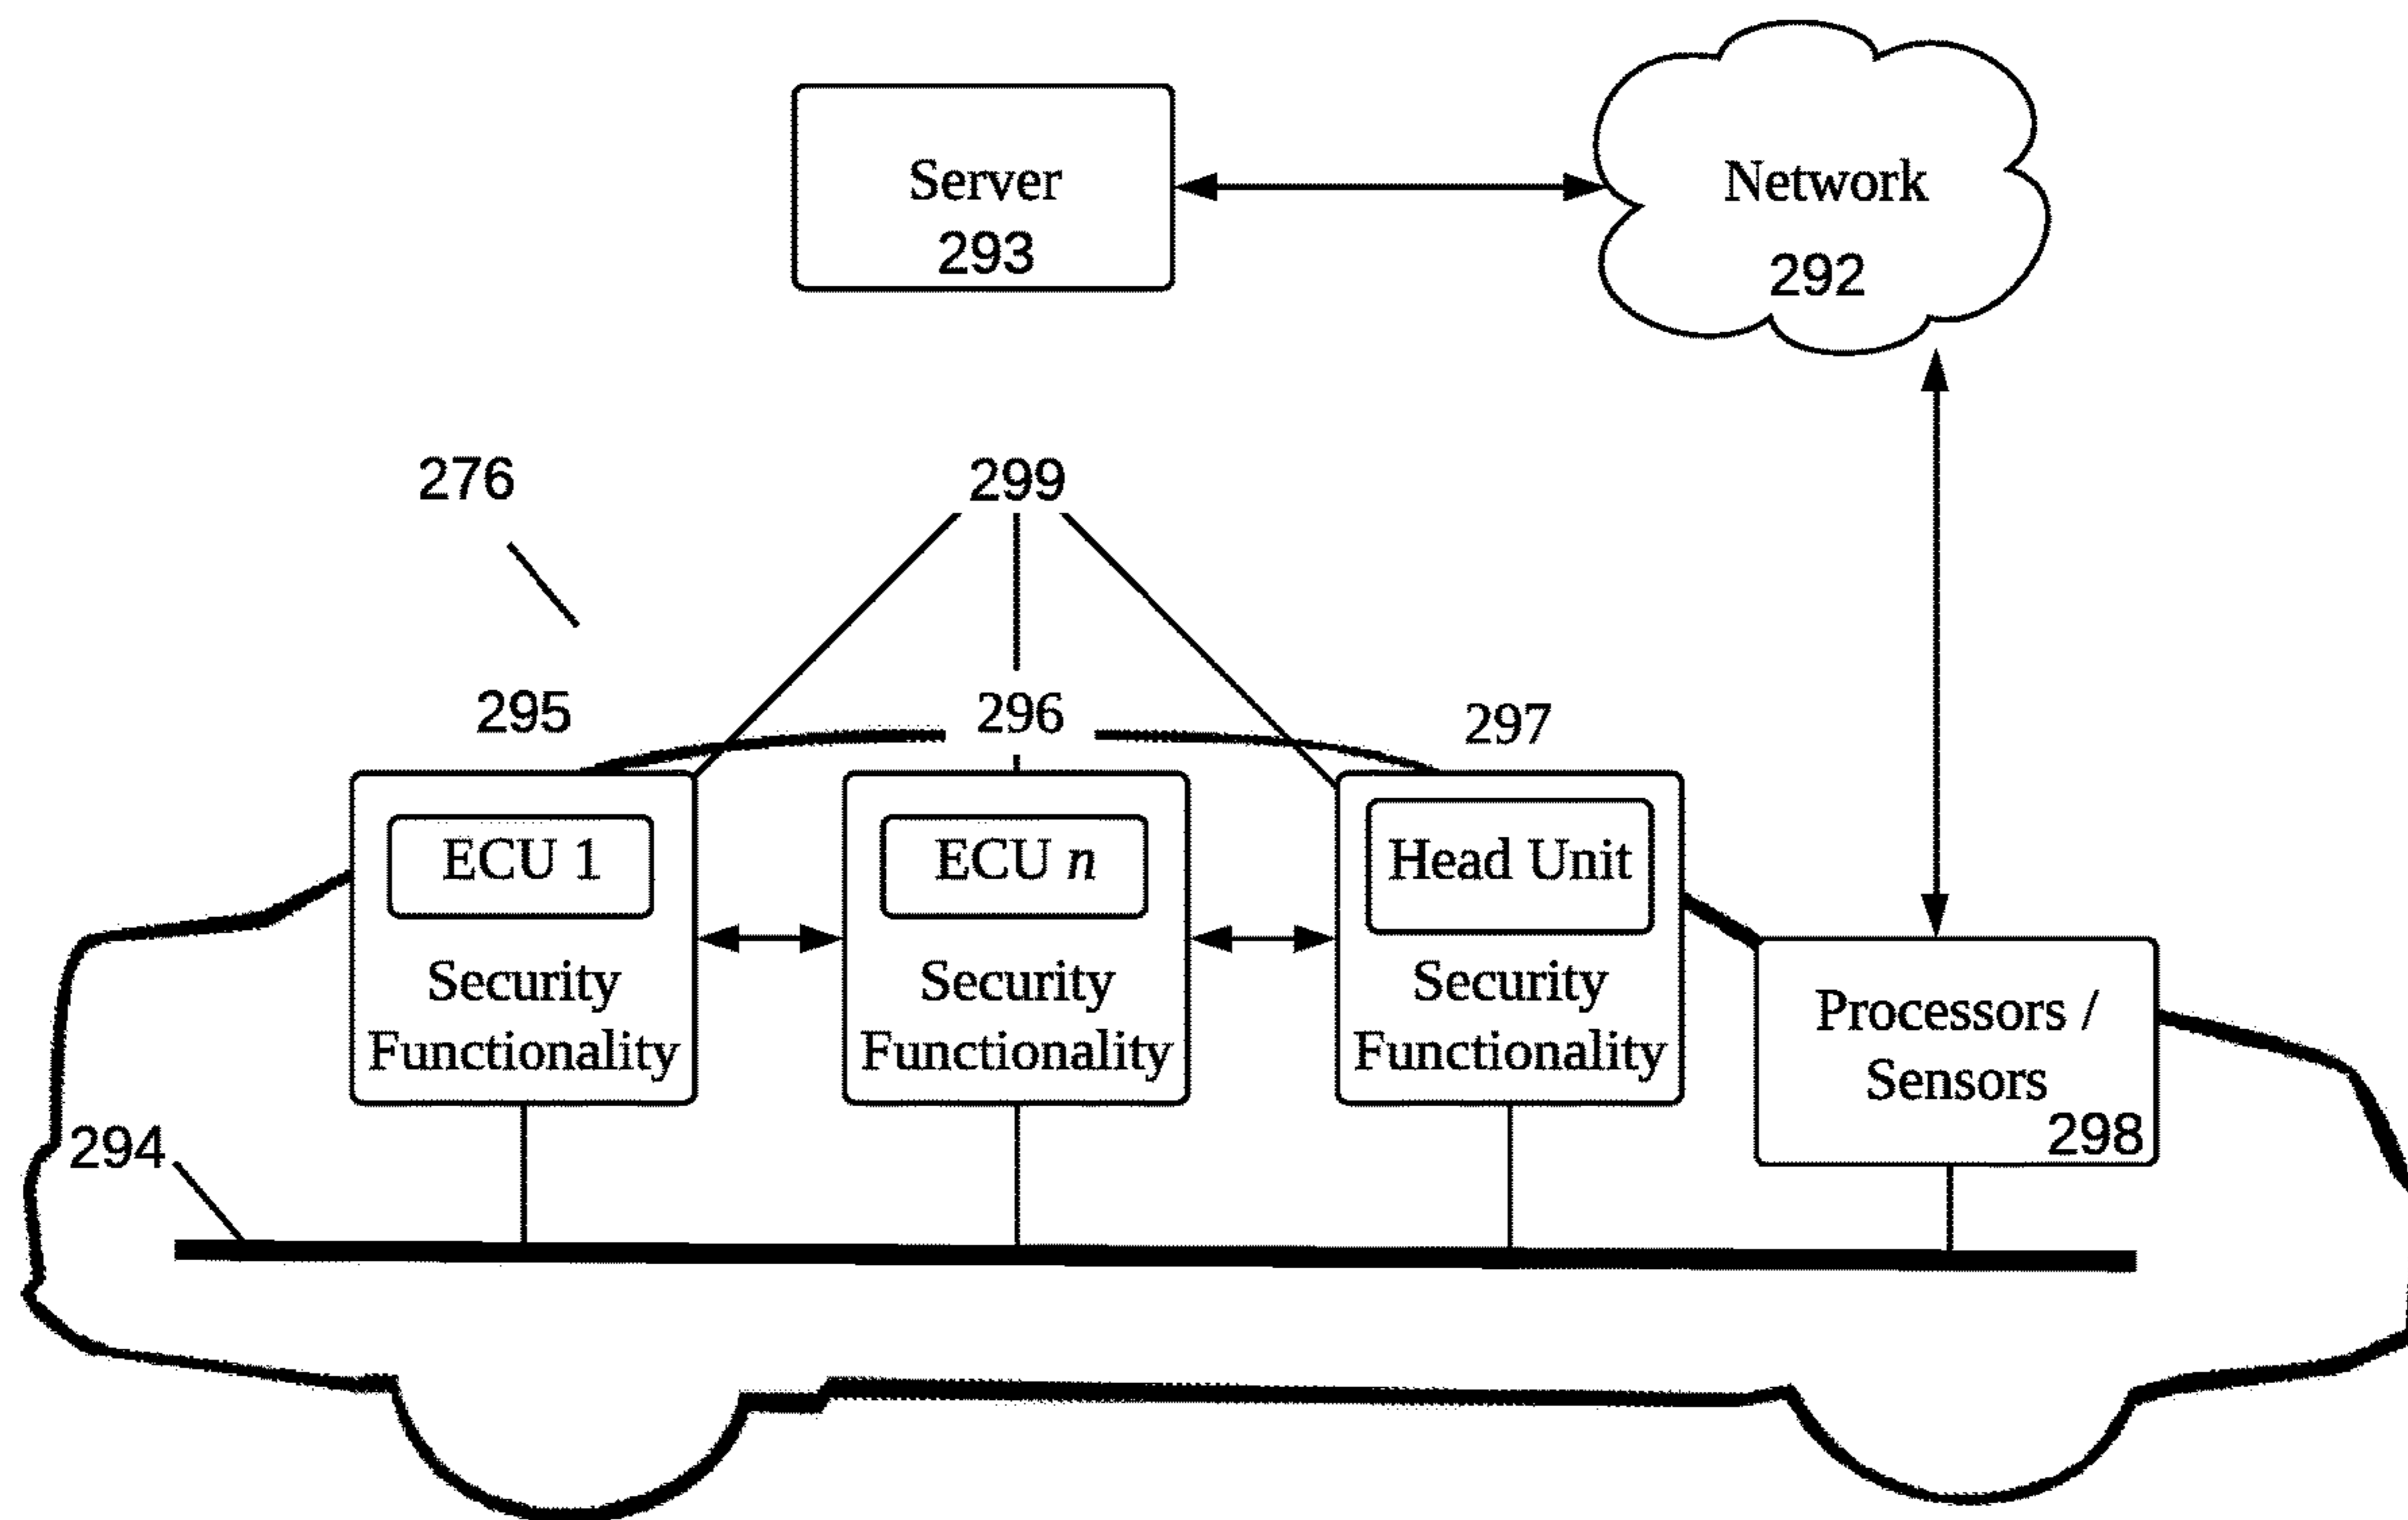 Server
293
Network
292
276
299
295
296
297
ECU 1
Security
Functionality
ECU n
Security
Functionality
Head Unit
Security
Functionality
Processors /
Sensors
298
294